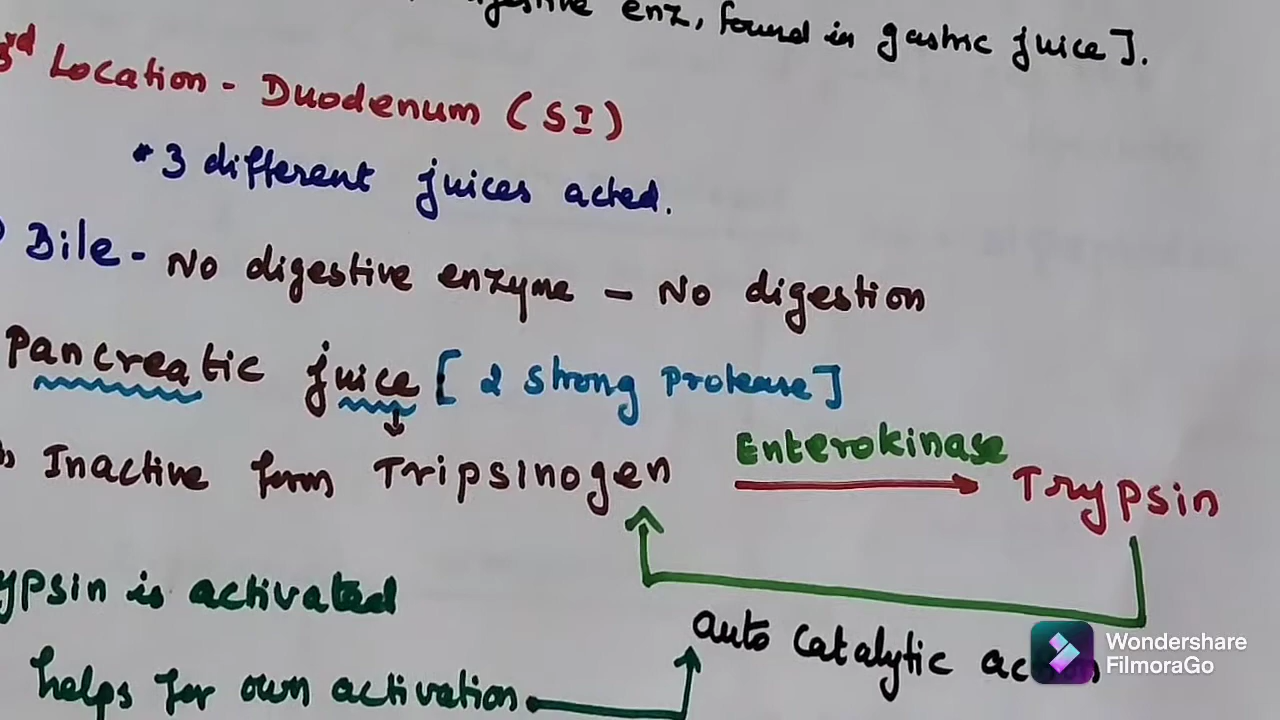 enz, found in gastric juice].
3rd Location - Duodenum (SI)
* 3 different juices acted.
Bile - No digestive enzyme - No digestion
Pancreatic juice [2 strong Protease]
Inactive form Tripsinogen Enterokinase Trypsin
ypsin is activated
auto Catalytic
helps for own activation
Wondershare
FilmoraGo